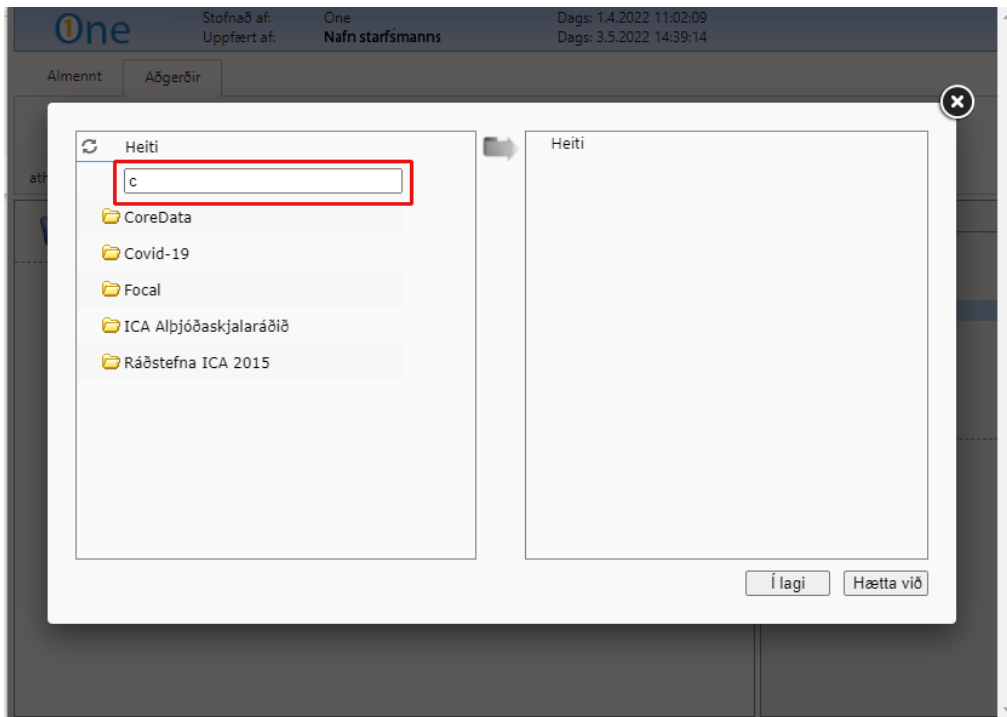 One
Stofnað af: One Dags: 1.4.2022 11:02:09
Uppfært af: Nafn starfsmanns Dags: 3.5.2022 14:39:14
Almennt Aðgerðir
ath
Heiti
c
CoreData
Covid-19
Focal
ICA Alþjóðaskjalaráðið
Ráðstefna ICA 2015
Heiti
Í lagi Hætta við